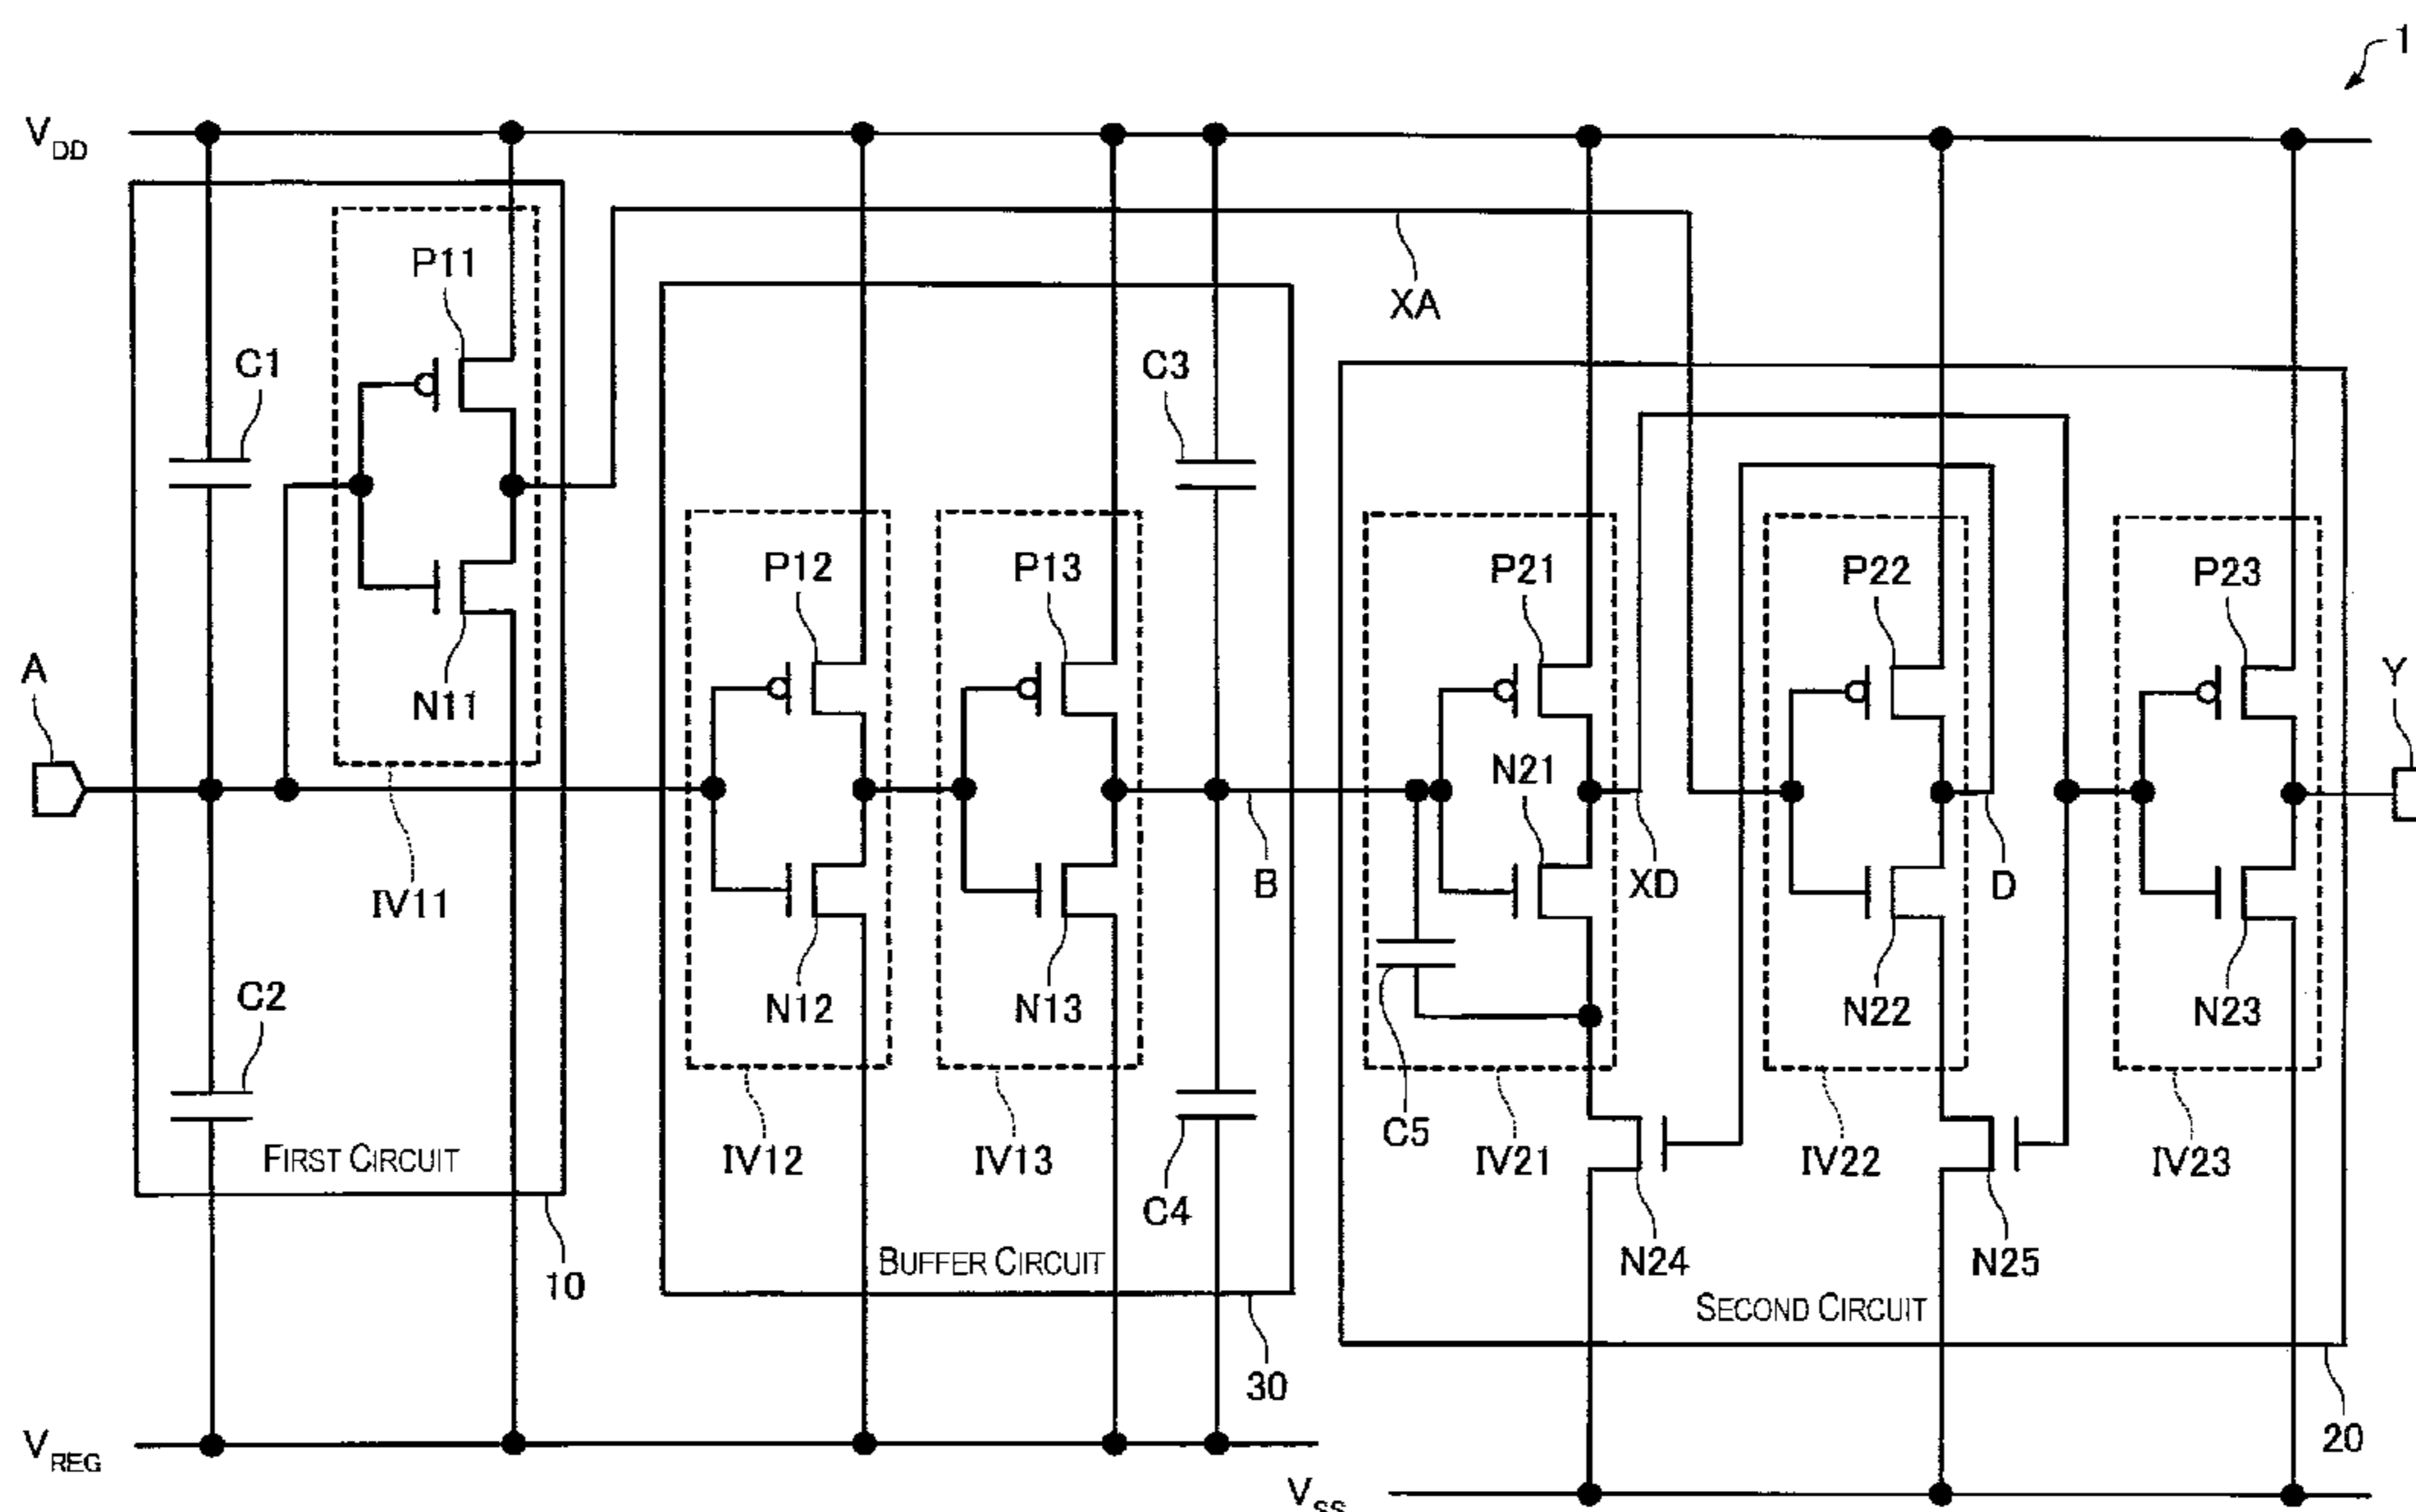 1
VDD
P11
XA
C1
C3
P12
P13
P21
P22
P23
A
N11
N21
Y
IV11
B
XD
D
C2
N12
N13
N22
N23
FIRST CIRCUIT
IV12
IV13
C4
C5
IV21
IV22
IV23
10
BUFFER CIRCUIT
N24
N25
SECOND CIRCUIT
30
20
VREG
VSS